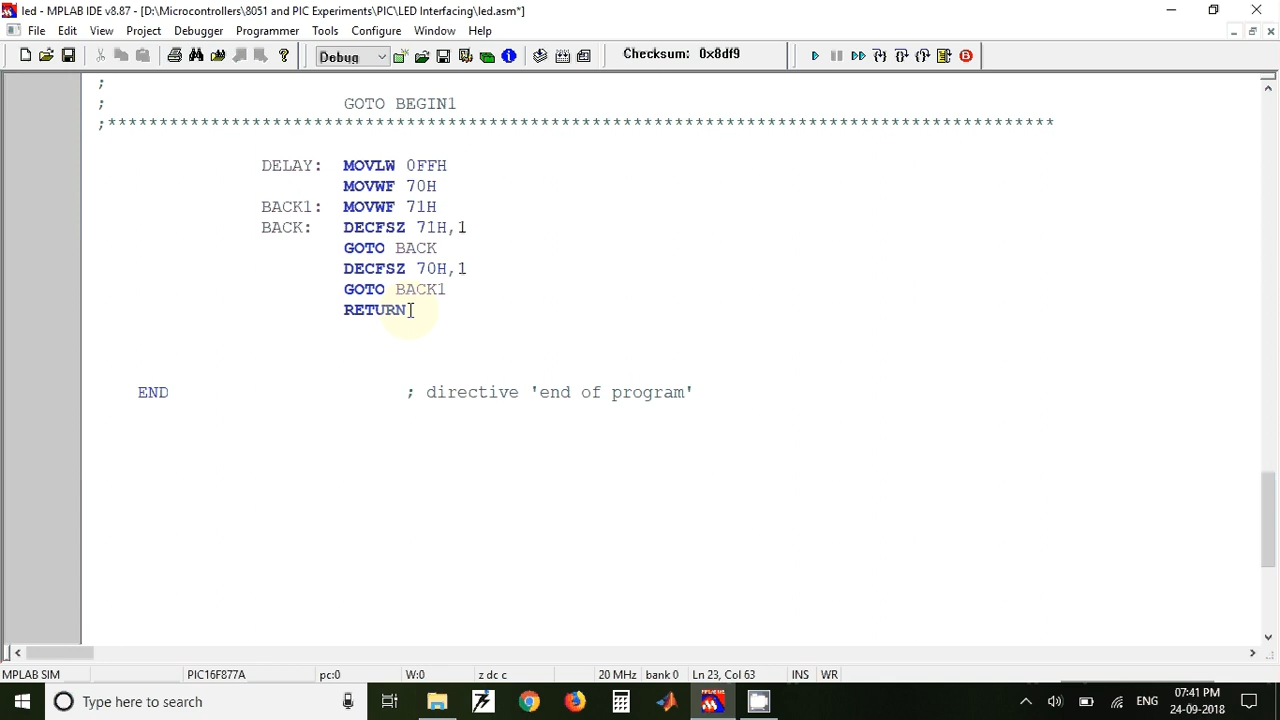 led - MPLAB IDE v8.87 - [D:\Microcontrollers\8051 and PIC Experiments\PIC\LED Interfacing\led.asm*]
File Edit View Project Debugger Programmer Tools Configure Window Help
Debug Checksum: 0x8df9
;
; GOTO BEGIN1
;********************************************************************************************
DELAY: MOVLW 0FFH
MOVWF 70H
BACK1: MOVWF 71H
BACK: DECFSZ 71H,1
GOTO BACK
DECFSZ 70H,1
GOTO BACK1
RETURN
END ; directive 'end of program'
MPLAB SIM PIC16F877A pc:0 W:0 z dc c 20 MHz bank 0 Ln 23, Col 63 INS WR
Type here to search ENG 07:41 PM
24-09-2018